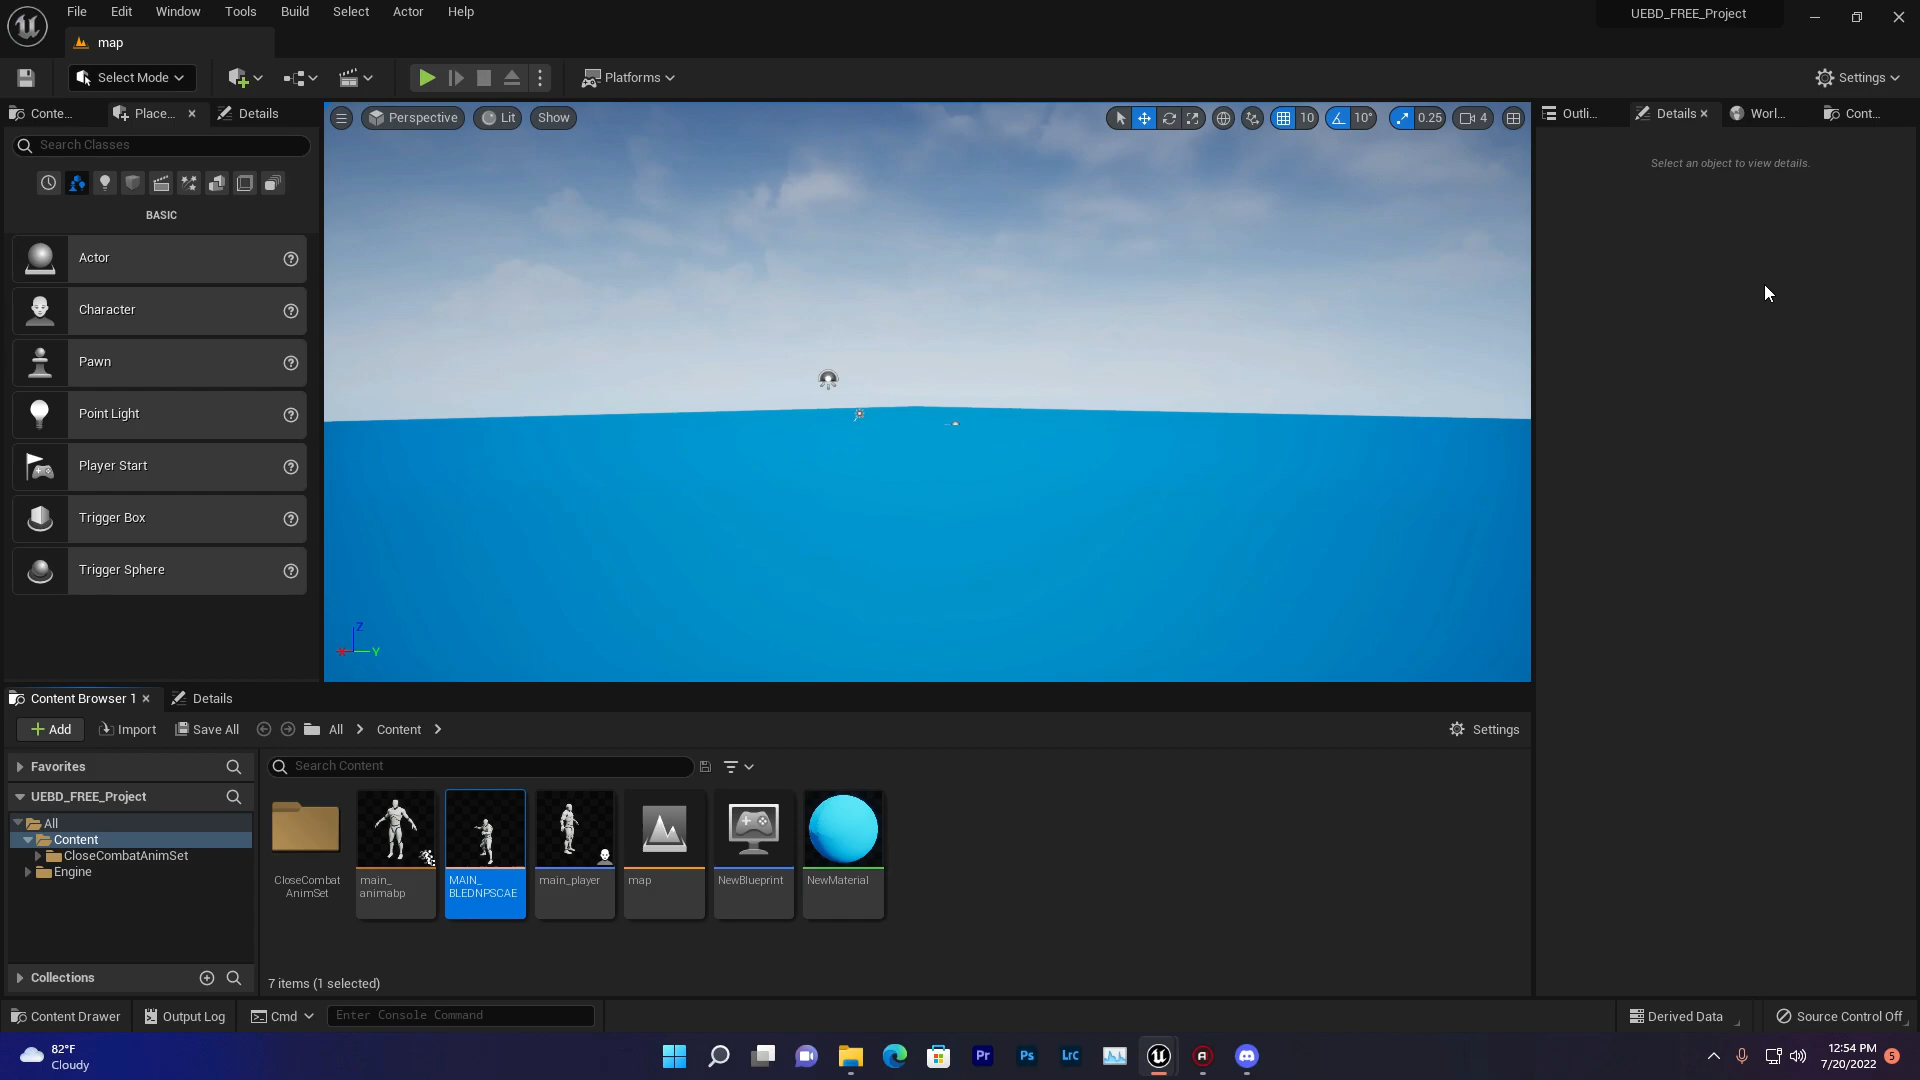 File Edit Window Tools Build Select Actor Help
UEBD_FREE_Project
map
Select Mode
Platforms
Settings
Conte...
Place...
Details
Perspective
Lit
Show
10
10°
0.25
4
Outli...
Details
Worl...
Cont...
Search Classes
Select an object to view details.
BASIC
Actor
Character
Pawn
Point Light
Player Start
Trigger Box
Trigger Sphere
Z
X
Y
Content Browser 1
Details
Add
Import
Save All
All
Content
Settings
Favorites
Search Content
UEBD_FREE_Project
All
Content
CloseCombatAnimSet
Engine
CloseCombat
AnimSet
main_
animabp
MAIN_
BLEDNPSCAE
main_player
map
NewBlueprint
NewMaterial
Collections
7 items (1 selected)
Content Drawer
Output Log
Cmd
Enter Console Command
Derived Data
Source Control Off
82°F
Cloudy
Pr
Ps
LrC
12:54 PM
7/20/2022
5